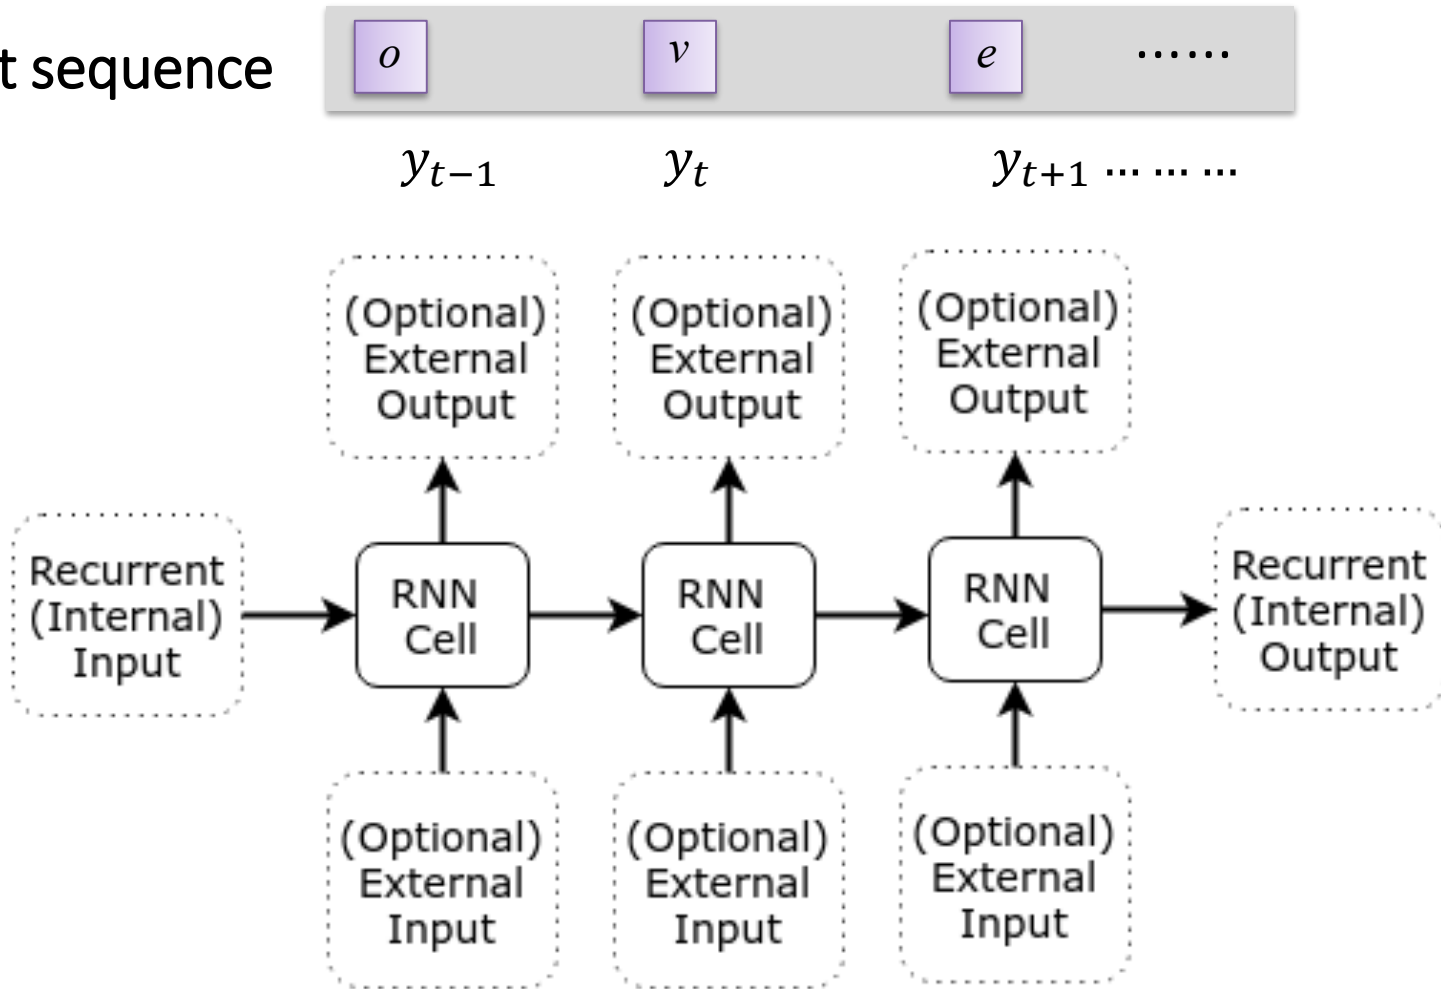 t sequence
o v e ......
y_{t−1} y_t y_{t+1} ... ... ...
(Optional) (Optional) (Optional)
External External External
Output Output Output
Recurrent RNN RNN RNN Recurrent
(Internal) Cell Cell Cell (Internal)
Input Output
(Optional) (Optional) (Optional)
External External External
Input Input Input